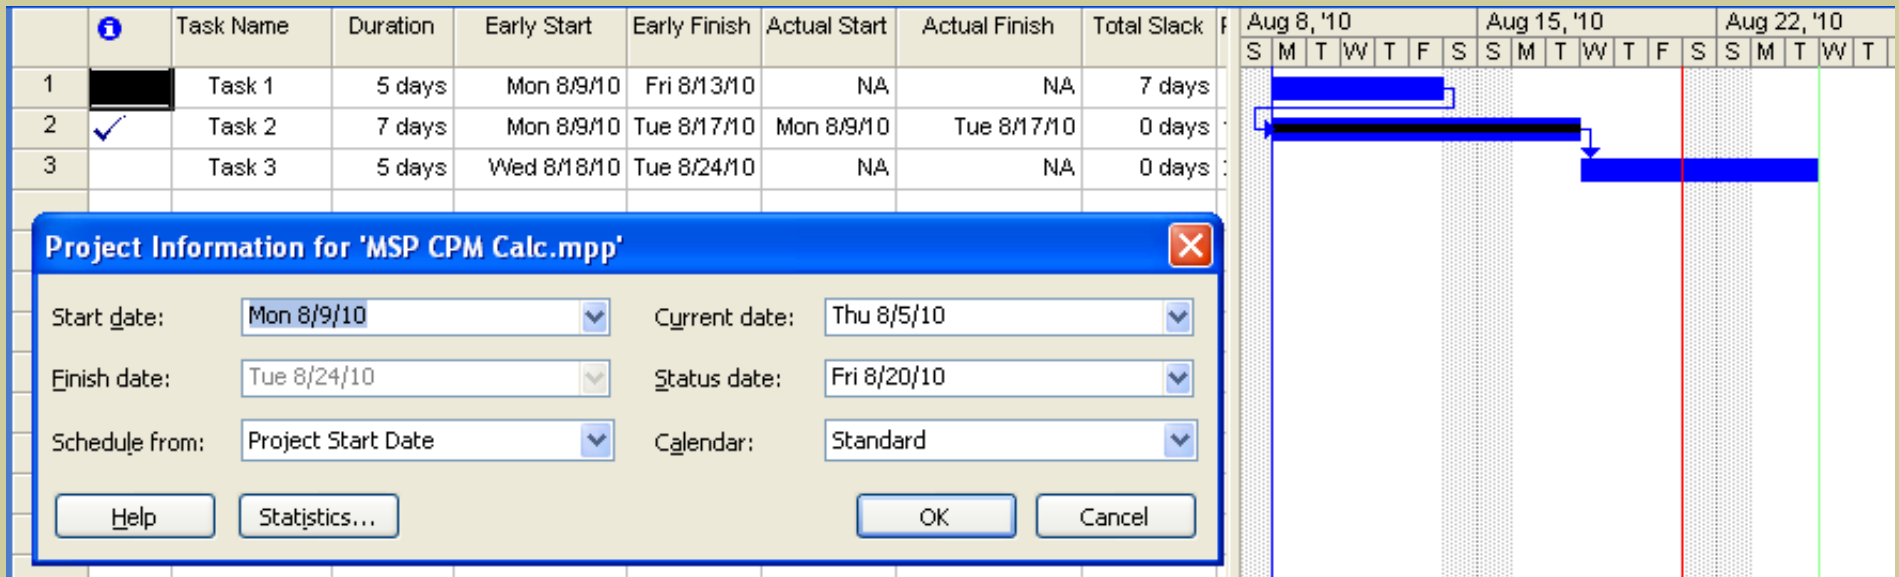 Task Name Duration Early Start Early Finish Actual Start Actual Finish Total Slack Aug 8, '10 Aug 15, '10 Aug 22, '10
S M T W T F S S M T W T F S S M T W T
1 Task 1 5 days Mon 8/9/10 Fri 8/13/10 NA NA 7 days
2 Task 2 7 days Mon 8/9/10 Tue 8/17/10 Mon 8/9/10 Tue 8/17/10 0 days
3 Task 3 5 days Wed 8/18/10 Tue 8/24/10 NA NA 0 days
Project Information for 'MSP CPM Calc.mpp'
Start date: Mon 8/9/10 Current date: Thu 8/5/10
Finish date: Tue 8/24/10 Status date: Fri 8/20/10
Schedule from: Project Start Date Calendar: Standard
Help Statistics... OK Cancel